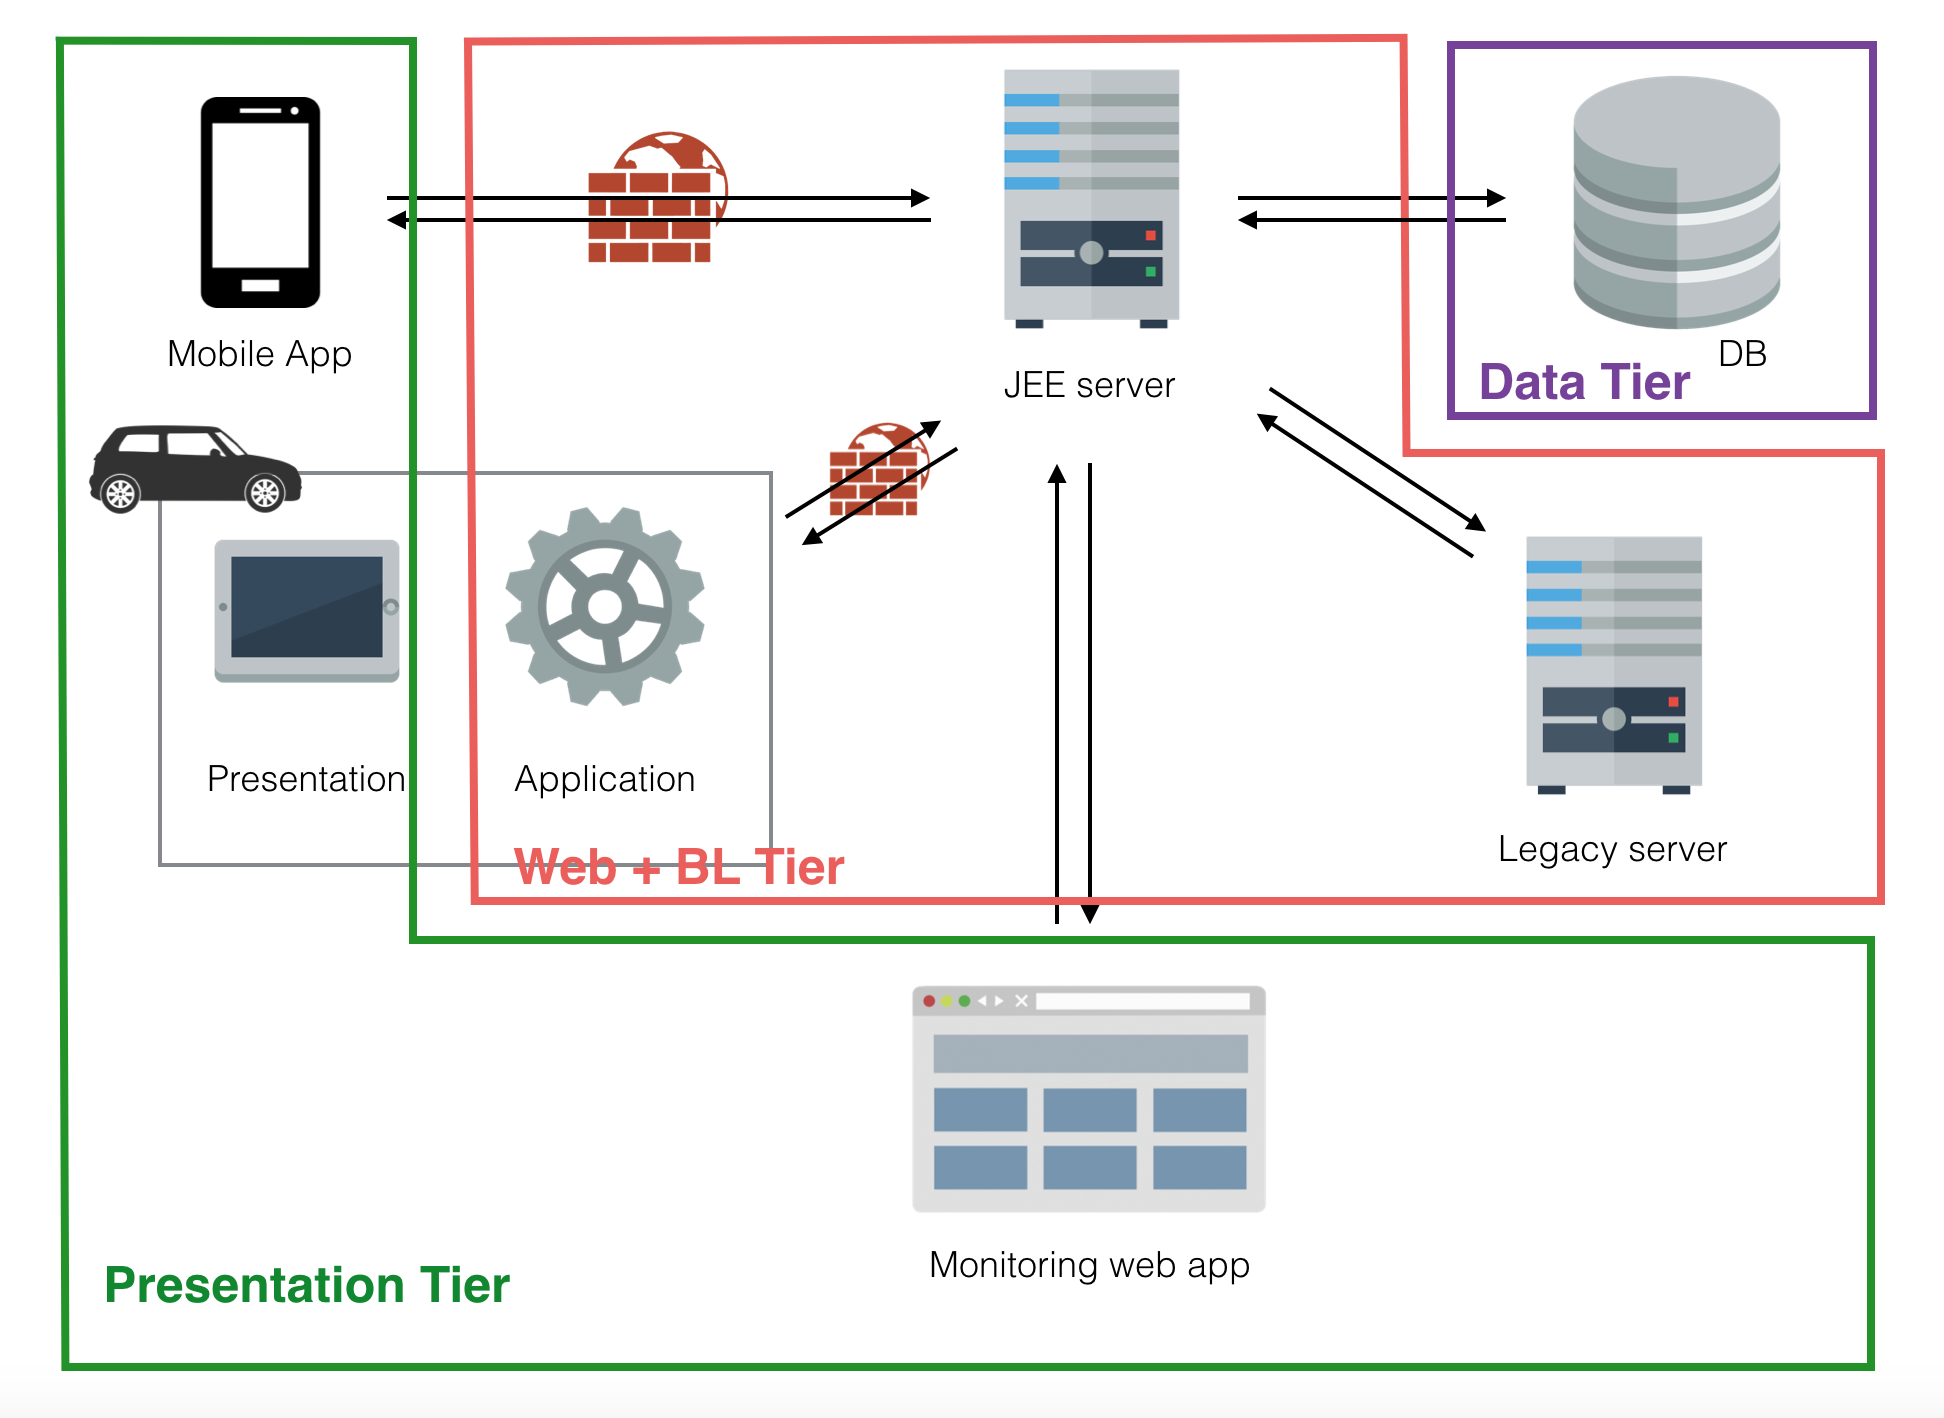 Mobile App
JEE server
DB
Data Tier
Presentation
Application
Web + BL Tier
Legacy server
Monitoring web app
Presentation Tier